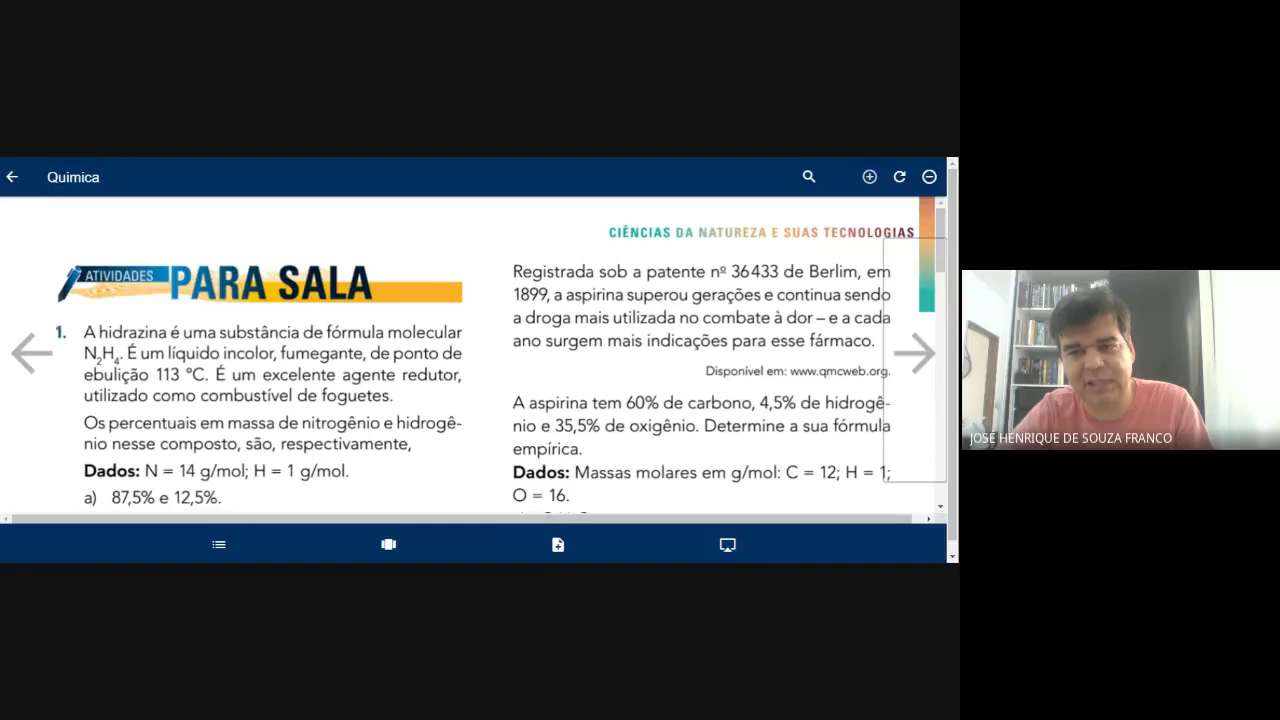 Quimica
CIÊNCIAS DA NATUREZA E SUAS TECNOLOGIAS
ATIVIDADES PARA SALA
1. A hidrazina é uma substância de fórmula molecular
N₂H₄. É um líquido incolor, fumegante, de ponto de
ebulição 113 °C. É um excelente agente redutor,
utilizado como combustível de foguetes.
Os percentuais em massa de nitrogênio e hidrogê-
nio nesse composto, são, respectivamente,
Dados: N = 14 g/mol; H = 1 g/mol.
a) 87,5% e 12,5%.
Registrada sob a patente nº 36433 de Berlim, em
1899, a aspirina superou gerações e continua sendo
a droga mais utilizada no combate à dor – e a cada
ano surgem mais indicações para esse fármaco.
Disponível em: www.qmcweb.org.
A aspirina tem 60% de carbono, 4,5% de hidrogê-
nio e 35,5% de oxigênio. Determine a sua fórmula
empírica.
Dados: Massas molares em g/mol: C = 12; H = 1;
O = 16.
JOSÉ HENRIQUE DE SOUZA FRANCO